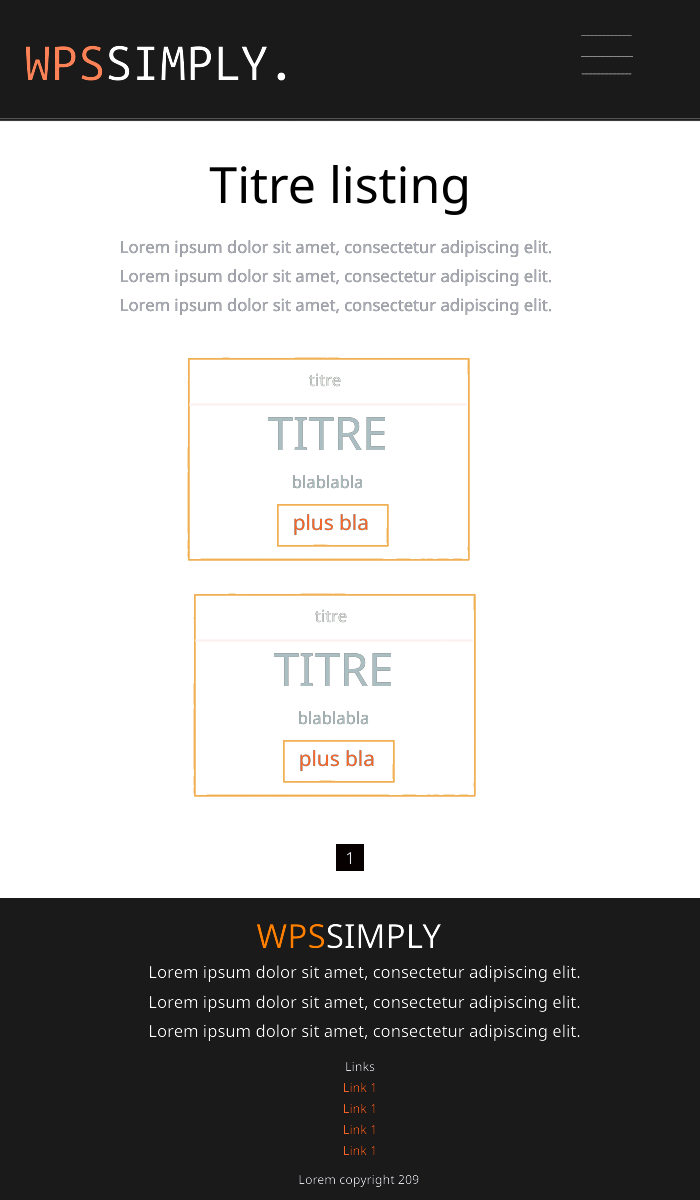 WPSSIMPLY.
Titre listing
Lorem ipsum dolor sit amet, consectetur adipiscing elit.
Lorem ipsum dolor sit amet, consectetur adipiscing elit.
Lorem ipsum dolor sit amet, consectetur adipiscing elit.
titre
TITRE
blablabla
plus bla
titre
TITRE
blablabla
plus bla
1
WPSSIMPLY
Lorem ipsum dolor sit amet, consectetur adipiscing elit.
Lorem ipsum dolor sit amet, consectetur adipiscing elit.
Lorem ipsum dolor sit amet, consectetur adipiscing elit.
Links
Link 1
Link 1
Link 1
Link 1
Lorem copyright 209